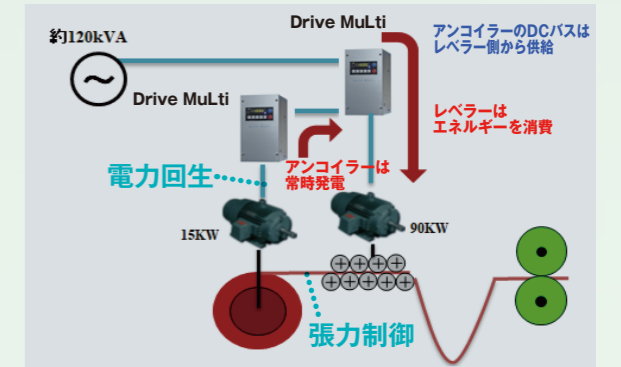 約120kVA
Drive MuLti
アンコイラーのDCバスは
レベラー側から供給
Drive MuLti
レベラーは
エネルギーを消費
アンコイラーは
常時発電
電力回生
15KW
90KW
張力制御